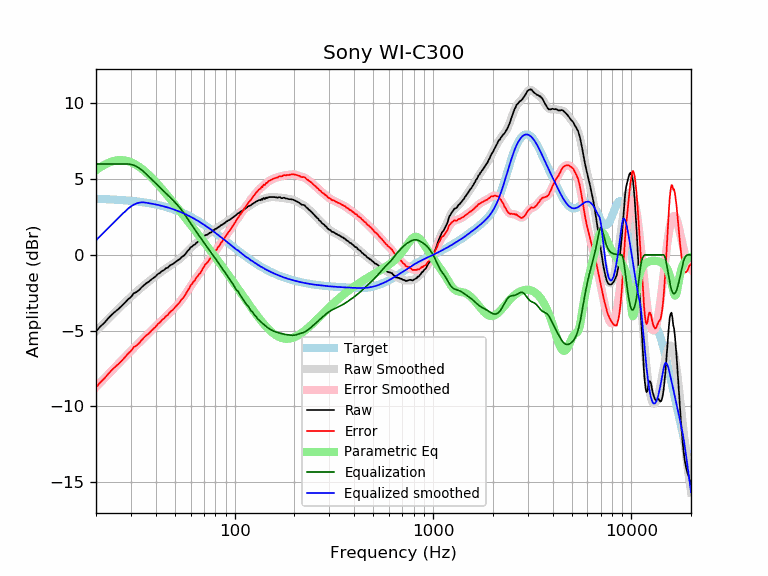 Sony WI-C300
10
5
0
−5
−10
−15
Amplitude (dBr)
Target
Raw Smoothed
Error Smoothed
Raw
Error
Parametric Eq
Equalization
Equalized smoothed
100
1000
10000
Frequency (Hz)